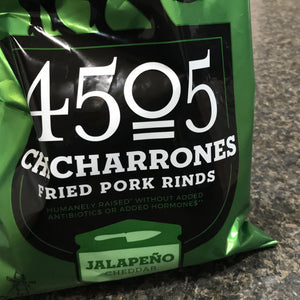 4505
CHICHARRONES
FRIED PORK RINDS
HUMANELY RAISED* WITHOUT ADDED
ANTIBIOTICS OR ADDED HORMONES**
JALAPEÑO
CHEDDAR